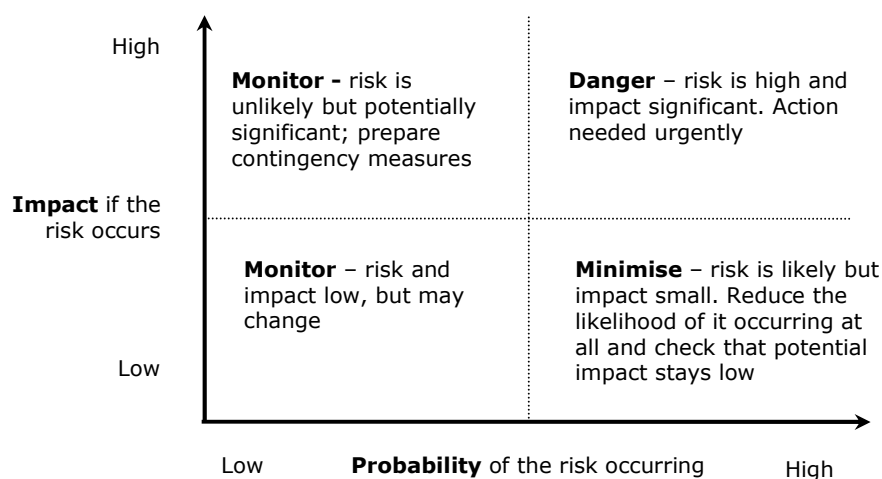 High
Monitor - risk is
unlikely but potentially
significant; prepare
contingency measures
Danger – risk is high and
impact significant. Action
needed urgently
Impact if the
risk occurs
Monitor – risk and
impact low, but may
change
Minimise – risk is likely but
impact small. Reduce the
likelihood of it occurring at
all and check that potential
impact stays low
Low
Low
Probability of the risk occurring
High